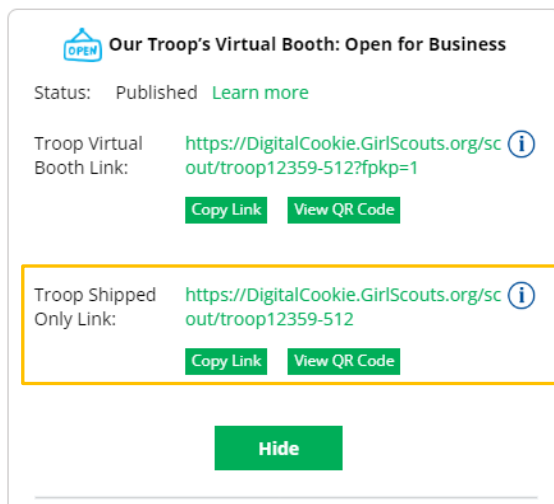 OPEN Our Troop's Virtual Booth: Open for Business
Status: Published Learn more
Troop Virtual https://DigitalCookie.GirlScouts.org/sc i
Booth Link: out/troop12359-512?fpkp=1
Copy Link View QR Code
Troop Shipped https://DigitalCookie.GirlScouts.org/sc i
Only Link: out/troop12359-512
Copy Link View QR Code
Hide